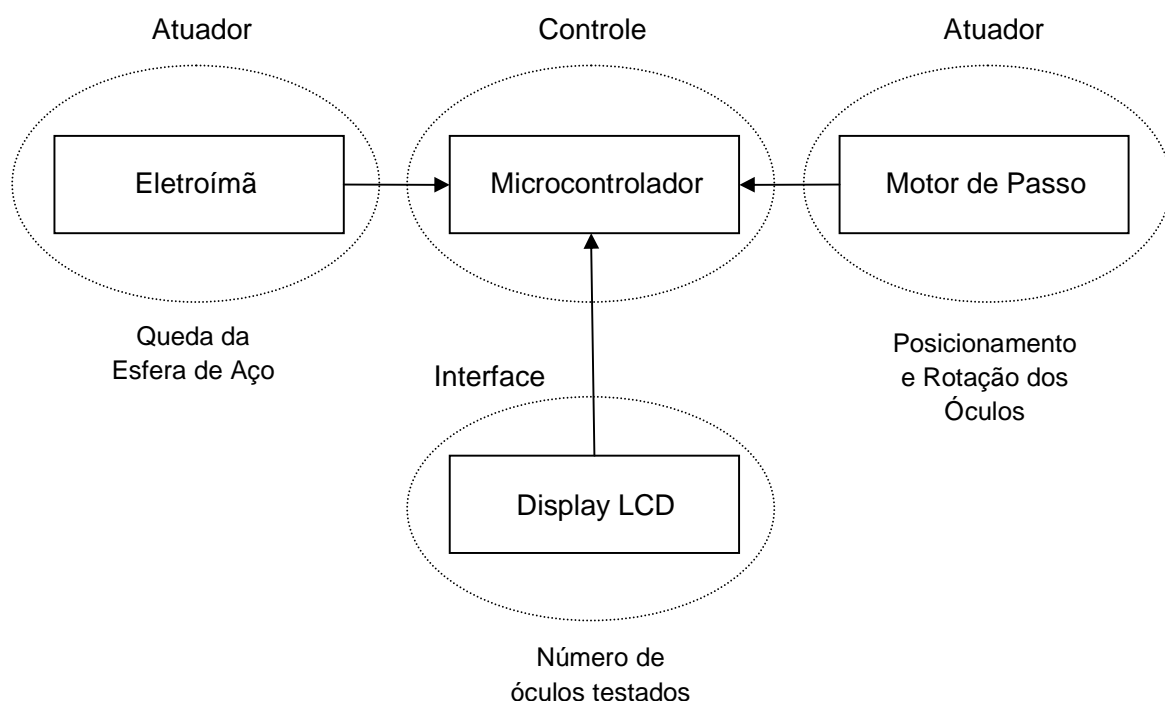 Atuador
Controle
Atuador
Eletroímã
Microcontrolador
Motor de Passo
Queda da
Esfera de Aço
Posicionamento
e Rotação dos
Óculos
Interface
Display LCD
Número de
óculos testados